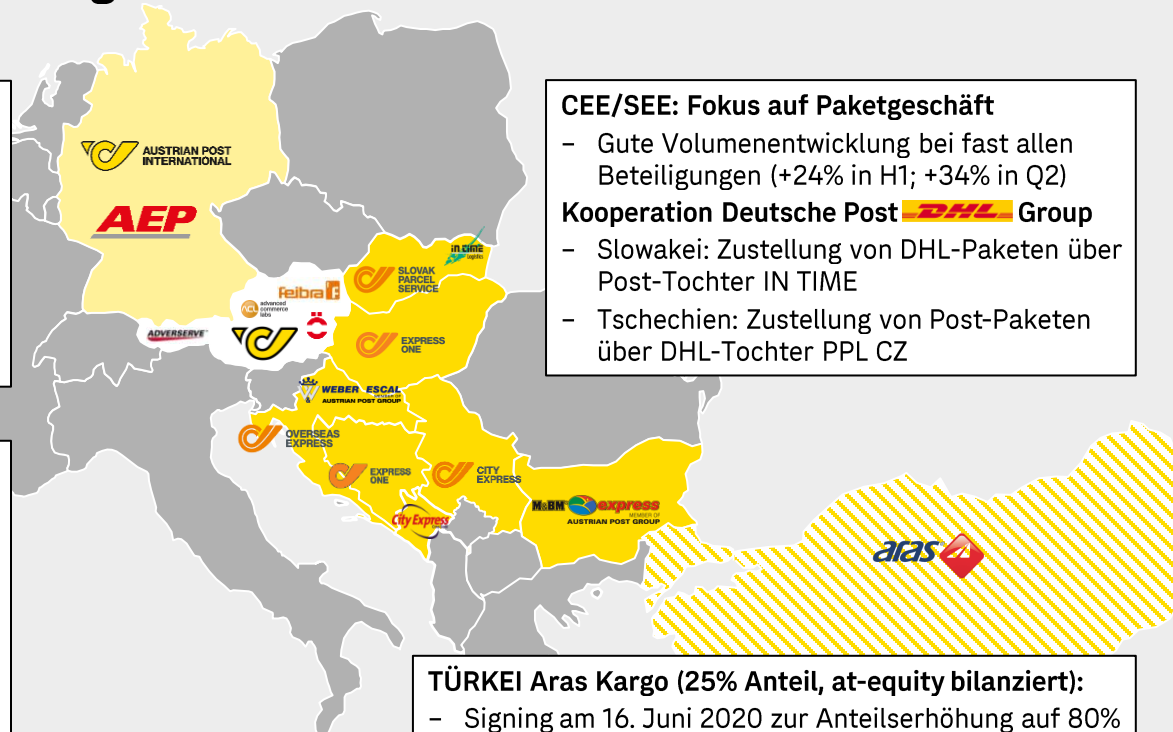 g
CEE/SEE: Fokus auf Paketgeschäft
– Gute Volumenentwicklung bei fast allen
Beteiligungen (+24% in H1; +34% in Q2)
Kooperation Deutsche Post DHL Group
– Slowakei: Zustellung von DHL-Paketen über
Post-Tochter IN TIME
– Tschechien: Zustellung von Post-Paketen
über DHL-Tochter PPL CZ
AUSTRIAN POST
INTERNATIONAL
AEP
in time
Logistics
SLOVAK
PARCEL
SERVICE
feibra f
ACL advanced
commerce
labs
ADVERSERVE
ö
EXPRESS
ONE
WEBER ESCAL
MEMBER OF
AUSTRIAN POST GROUP
OVERSEAS
EXPRESS
EXPRESS
ONE
CITY
EXPRESS
City Express
M&BM express
MEMBER OF
AUSTRIAN POST GROUP
aras
TÜRKEI Aras Kargo (25% Anteil, at-equity bilanziert):
– Signing am 16. Juni 2020 zur Anteilserhöhung auf 80%